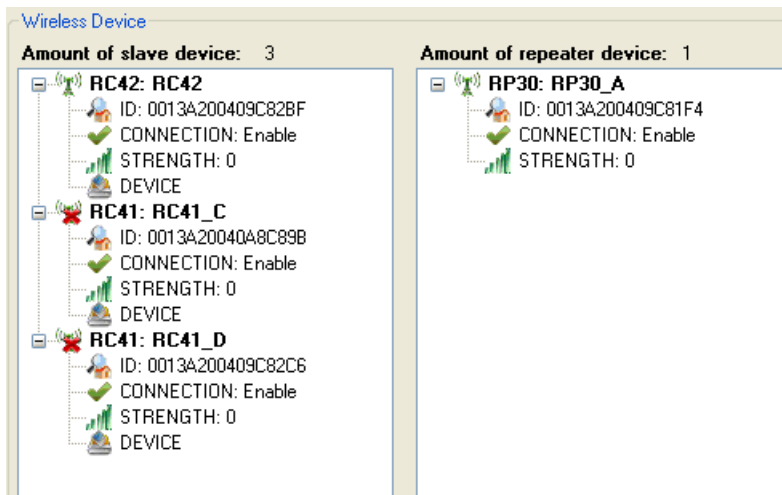 Wireless Device
Amount of slave device: 3
RC42: RC42
ID: 0013A200409C82BF
CONNECTION: Enable
STRENGTH: 0
DEVICE
RC41: RC41_C
ID: 0013A20040A8C89B
CONNECTION: Enable
STRENGTH: 0
DEVICE
RC41: RC41_D
ID: 0013A200409C82C6
CONNECTION: Enable
STRENGTH: 0
DEVICE
Amount of repeater device: 1
RP30: RP30_A
ID: 0013A200409C81F4
CONNECTION: Enable
STRENGTH: 0